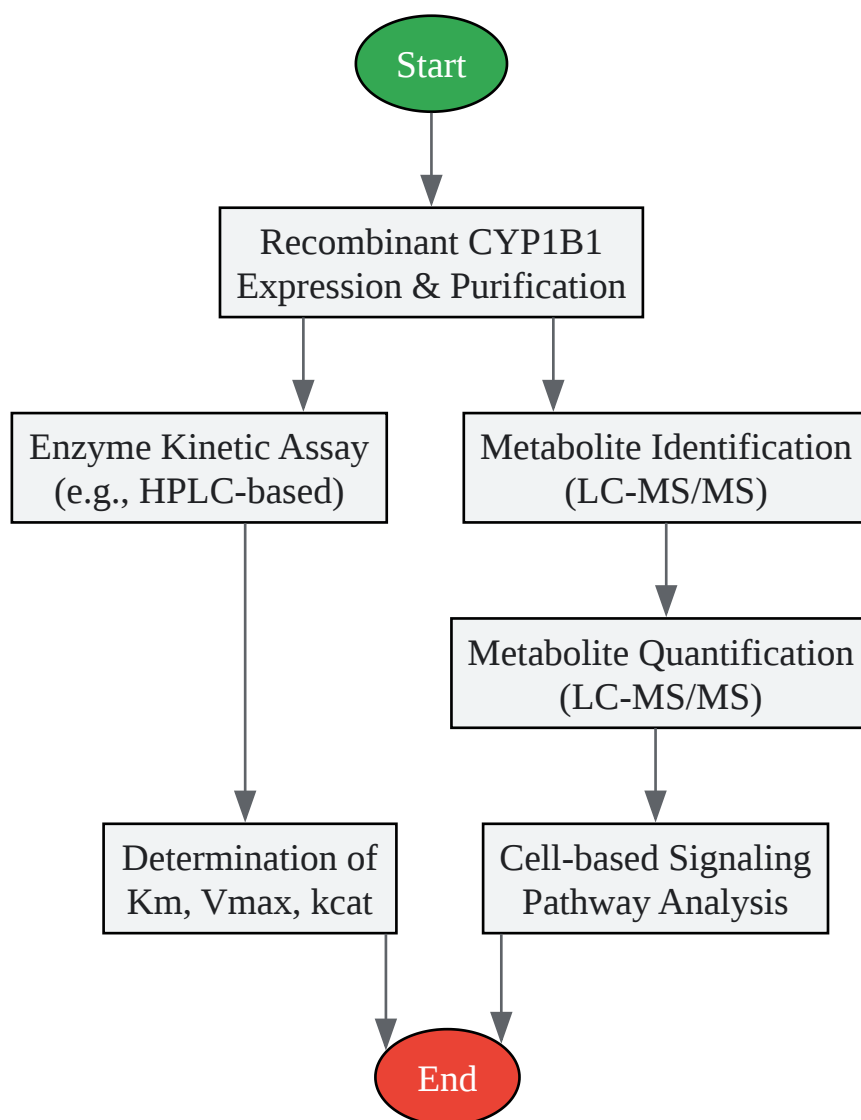 Start
Recombinant CYP1B1
Expression & Purification
Enzyme Kinetic Assay
(e.g., HPLC-based)
Metabolite Identification
(LC-MS/MS)
Metabolite Quantification
(LC-MS/MS)
Determination of
Km, Vmax, kcat
Cell-based Signaling
Pathway Analysis
End